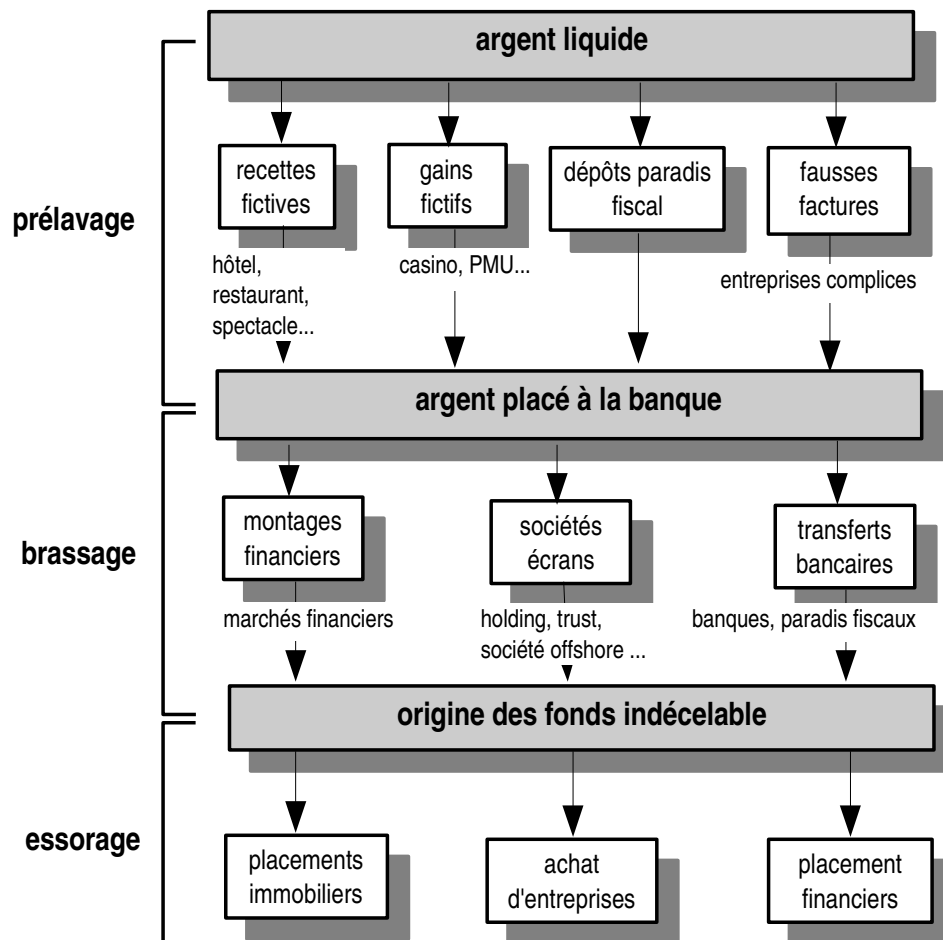 argent liquide
recettes
fictives
gains
fictifs
dépôts paradis
fiscal
fausses
factures
prélavage
hôtel,
restaurant,
spectacle...
casino, PMU...
entreprises complices
argent placé à la banque
montages
financiers
sociétés
écrans
transferts
bancaires
brassage
marchés financiers
holding, trust,
société offshore ...
banques, paradis fiscaux
origine des fonds indécelable
essorage
placements
immobiliers
achat
d'entreprises
placement
financiers